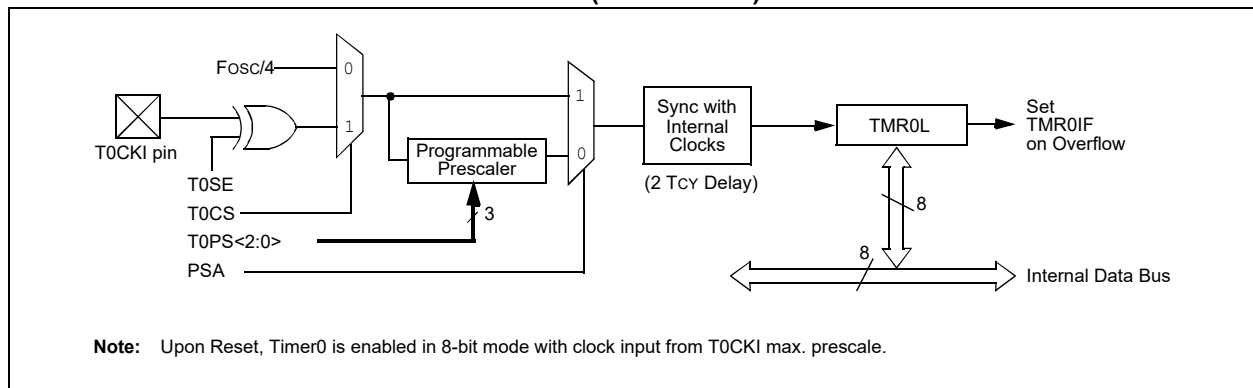 FOSC/4
0
1
T0CKI pin
T0SE
T0CS
T0PS<2:0>
PSA
Programmable
Prescaler
3
1
0
Sync with
Internal
Clocks
(2 TCY Delay)
TMR0L
Set
TMR0IF
on Overflow
8
8
Internal Data Bus
Note: Upon Reset, Timer0 is enabled in 8-bit mode with clock input from T0CKI max. prescale.